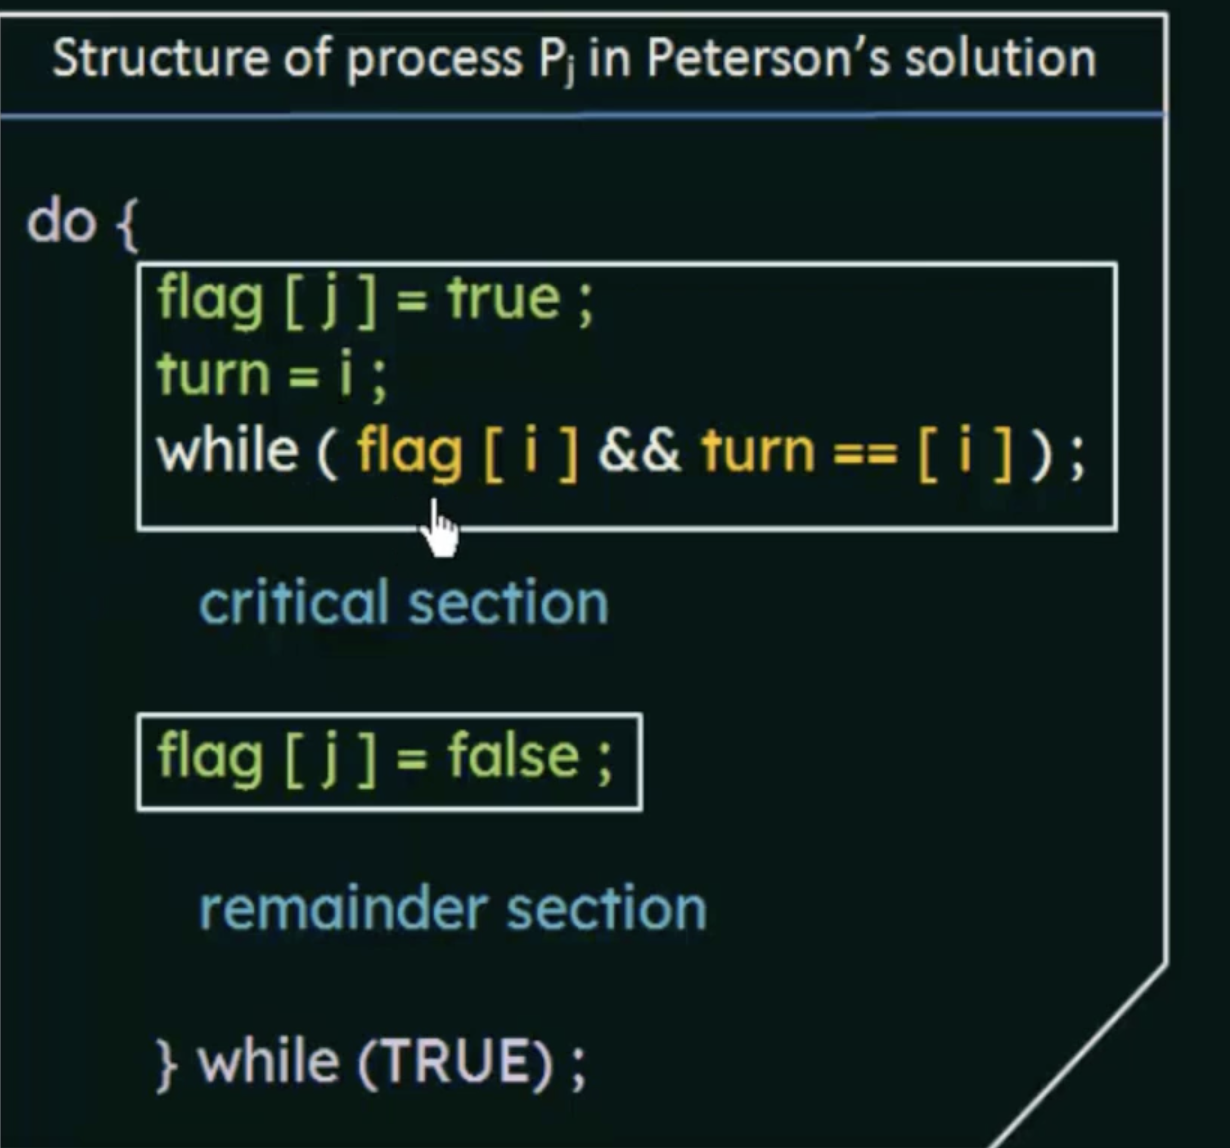 Structure of process Pj in Peterson's solution
do {
flag [ j ] = true ;
turn = i ;
while ( flag [ i ] && turn == [ i ] ) ;
critical section
flag [ j ] = false ;
remainder section
} while (TRUE) ;